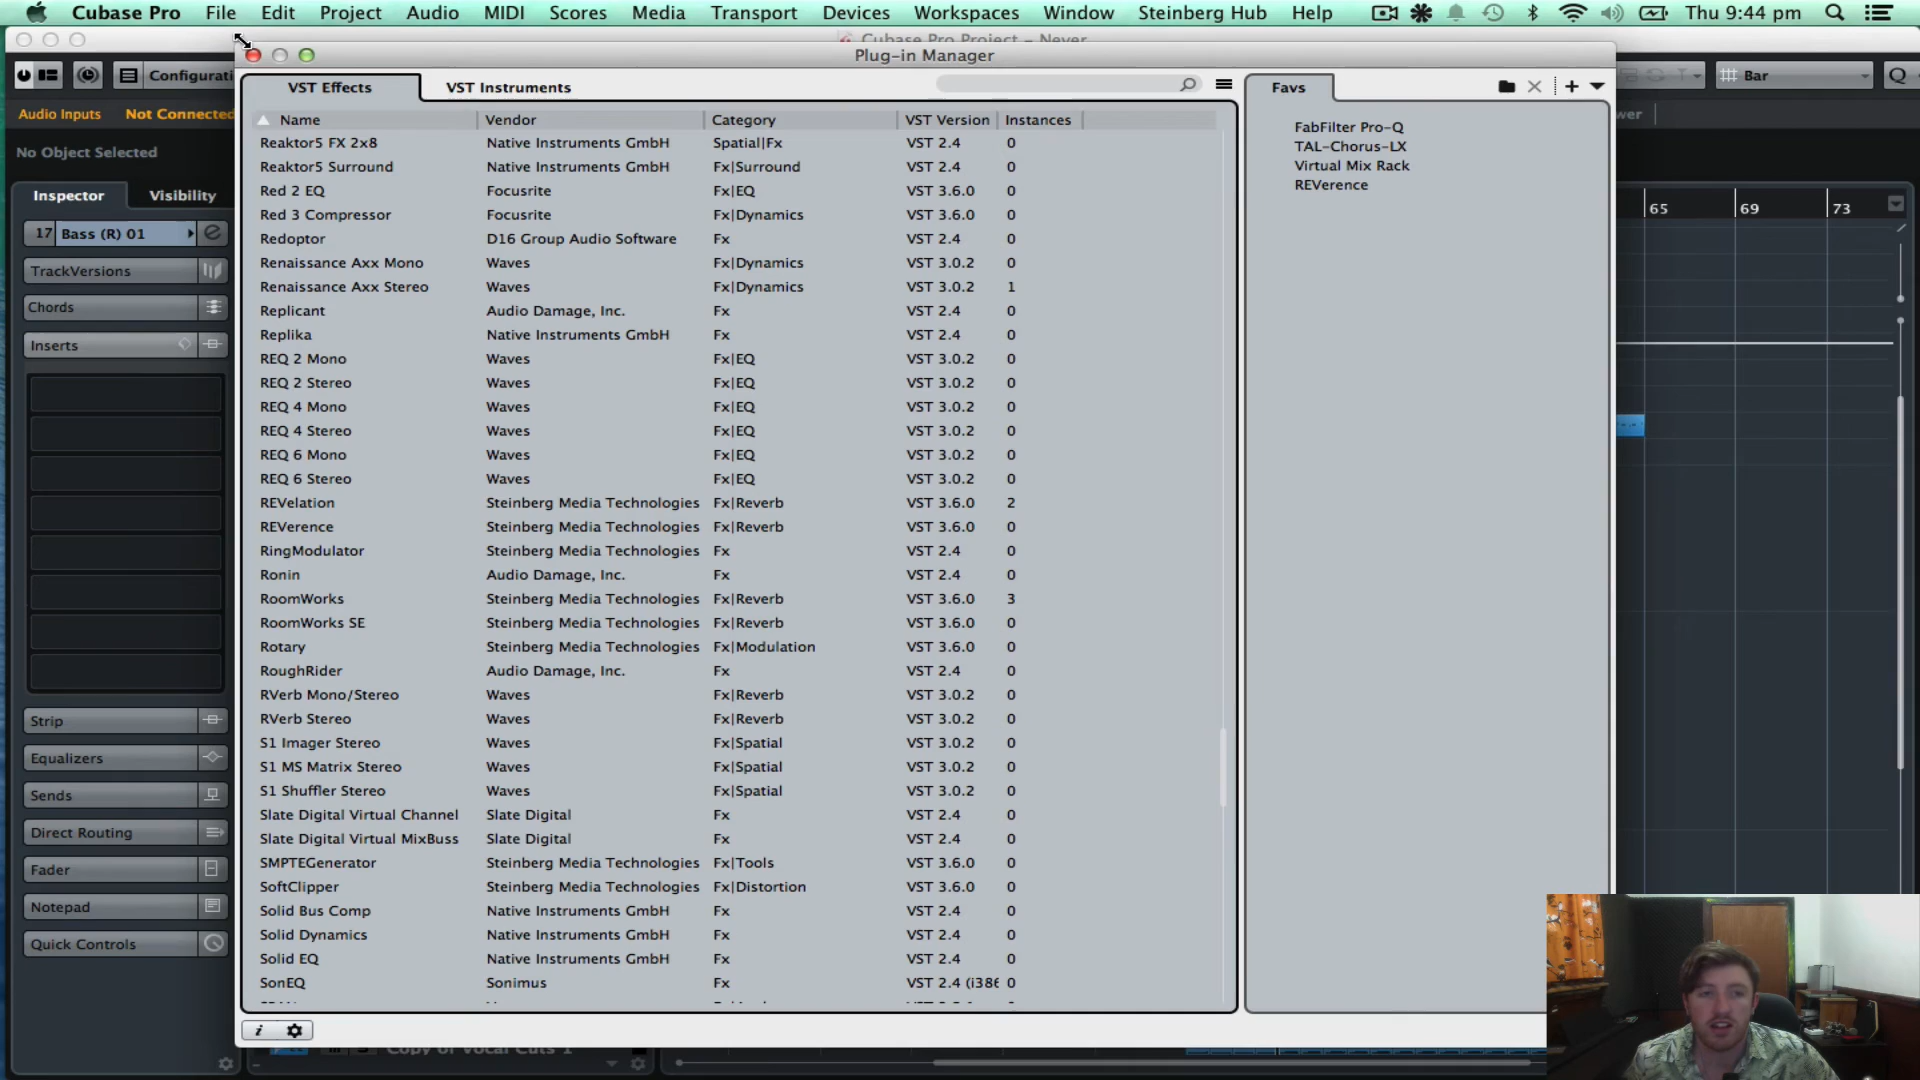 Cubase Pro File Edit Project Audio MIDI Scores Media Transport Devices Workspaces Window Steinberg Hub Help Thu 9:44 pm
Cubase Pro Project - Never
Plug-in Manager
Configurati
Bar
Q
VST Effects VST Instruments
Favs
Audio Inputs Not Connected
No Object Selected
Inspector Visibility
17 Bass (R) 01
TrackVersions
Chords
Inserts
Strip
Equalizers
Sends
Direct Routing
Fader
Notepad
Quick Controls
Name Vendor Category VST Version Instances
Reaktor5 FX 2x8 Native Instruments GmbH Spatial|Fx VST 2.4 0
Reaktor5 Surround Native Instruments GmbH Fx|Surround VST 2.4 0
Red 2 EQ Focusrite Fx|EQ VST 3.6.0 0
Red 3 Compressor Focusrite Fx|Dynamics VST 3.6.0 0
Redoptor D16 Group Audio Software Fx VST 2.4 0
Renaissance Axx Mono Waves Fx|Dynamics VST 3.0.2 0
Renaissance Axx Stereo Waves Fx|Dynamics VST 3.0.2 1
Replicant Audio Damage, Inc. Fx VST 2.4 0
Replika Native Instruments GmbH Fx VST 2.4 0
REQ 2 Mono Waves Fx|EQ VST 3.0.2 0
REQ 2 Stereo Waves Fx|EQ VST 3.0.2 0
REQ 4 Mono Waves Fx|EQ VST 3.0.2 0
REQ 4 Stereo Waves Fx|EQ VST 3.0.2 0
REQ 6 Mono Waves Fx|EQ VST 3.0.2 0
REQ 6 Stereo Waves Fx|EQ VST 3.0.2 0
REVelation Steinberg Media Technologies Fx|Reverb VST 3.6.0 2
REVerence Steinberg Media Technologies Fx|Reverb VST 3.6.0 0
RingModulator Steinberg Media Technologies Fx VST 2.4 0
Ronin Audio Damage, Inc. Fx VST 2.4 0
RoomWorks Steinberg Media Technologies Fx|Reverb VST 3.6.0 3
RoomWorks SE Steinberg Media Technologies Fx|Reverb VST 3.6.0 0
Rotary Steinberg Media Technologies Fx|Modulation VST 3.6.0 0
RoughRider Audio Damage, Inc. Fx VST 2.4 0
RVerb Mono/Stereo Waves Fx|Reverb VST 3.0.2 0
RVerb Stereo Waves Fx|Reverb VST 3.0.2 0
S1 Imager Stereo Waves Fx|Spatial VST 3.0.2 0
S1 MS Matrix Stereo Waves Fx|Spatial VST 3.0.2 0
S1 Shuffler Stereo Waves Fx|Spatial VST 3.0.2 0
Slate Digital Virtual Channel Slate Digital Fx VST 2.4 0
Slate Digital Virtual MixBuss Slate Digital Fx VST 2.4 0
SMPTEGenerator Steinberg Media Technologies Fx|Tools VST 3.6.0 0
SoftClipper Steinberg Media Technologies Fx|Distortion VST 3.6.0 0
Solid Bus Comp Native Instruments GmbH Fx VST 2.4 0
Solid Dynamics Native Instruments GmbH Fx VST 2.4 0
Solid EQ Native Instruments GmbH Fx VST 2.4 0
SonEQ Sonimus Fx VST 2.4 (i386 0
FabFilter Pro-Q
TAL-Chorus-LX
Virtual Mix Rack
REVerence
65 69 73
Copy of Vocal Cuts 1